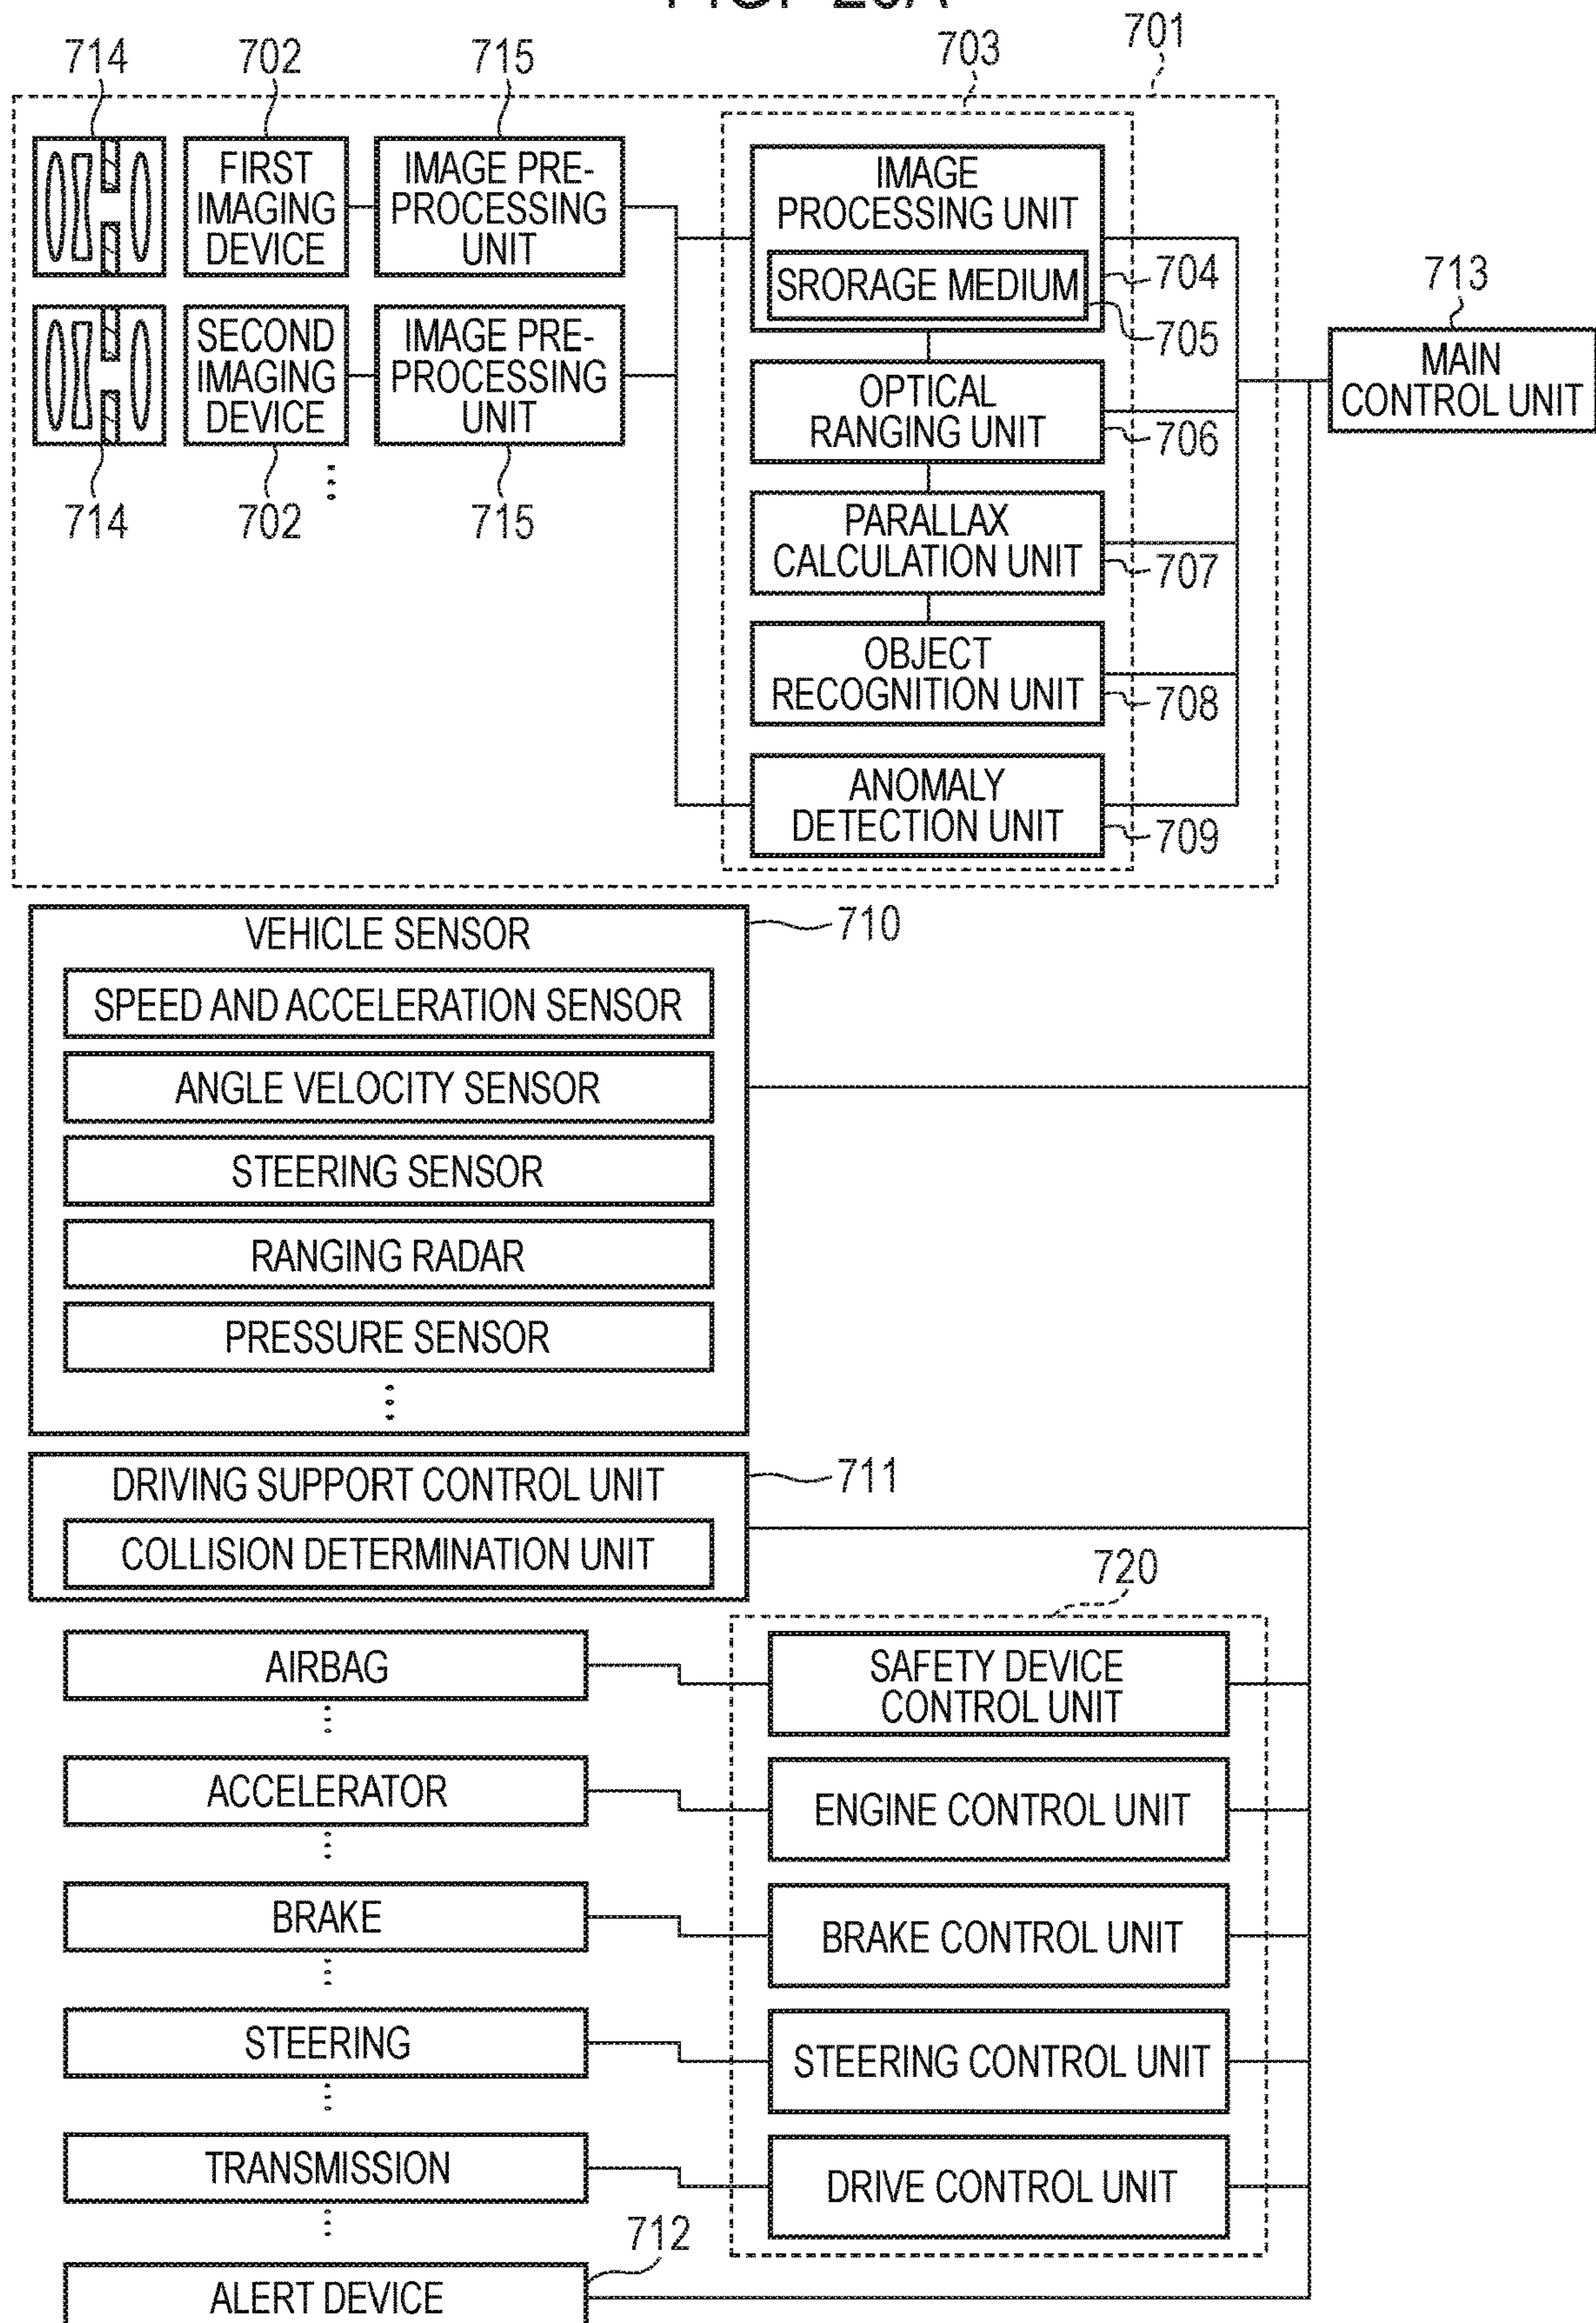 FIG. 20A
701
703
714
702
715
FIRST
IMAGING
DEVICE
IMAGE PRE-
PROCESSING
UNIT
IMAGE
PROCESSING UNIT
SRORAGE MEDIUM
704
705
713
MAIN
CONTROL UNIT
SECOND
IMAGING
DEVICE
IMAGE PRE-
PROCESSING
UNIT
714
702
715
OPTICAL
RANGING UNIT
706
PARALLAX
CALCULATION UNIT
707
OBJECT
RECOGNITION UNIT
708
ANOMALY
DETECTION UNIT
709
VEHICLE SENSOR
710
SPEED AND ACCELERATION SENSOR
ANGLE VELOCITY SENSOR
STEERING SENSOR
RANGING RADAR
PRESSURE SENSOR
DRIVING SUPPORT CONTROL UNIT
711
COLLISION DETERMINATION UNIT
720
AIRBAG
SAFETY DEVICE
CONTROL UNIT
ACCELERATOR
ENGINE CONTROL UNIT
BRAKE
BRAKE CONTROL UNIT
STEERING
STEERING CONTROL UNIT
TRANSMISSION
DRIVE CONTROL UNIT
712
ALERT DEVICE